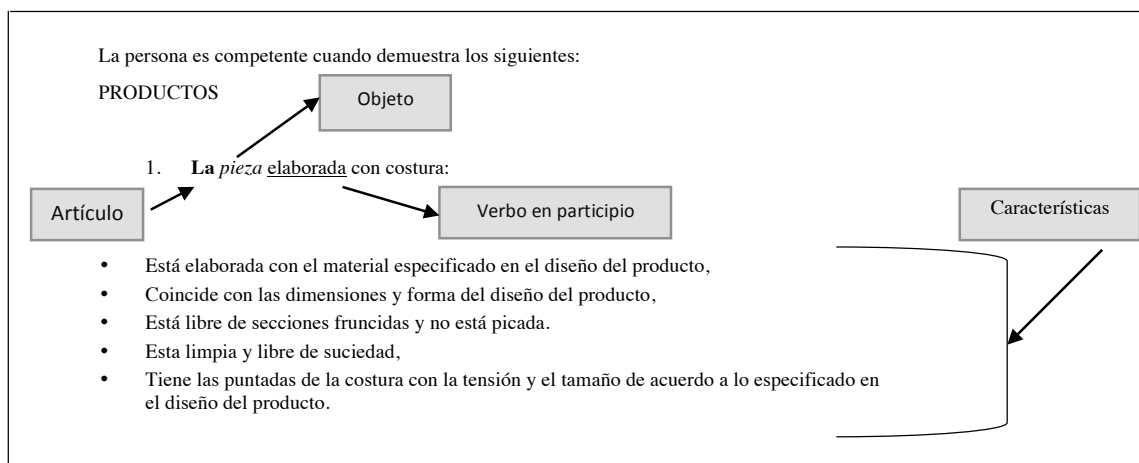 La persona es competente cuando demuestra los siguientes:
PRODUCTOS
Objeto
1. La pieza elaborada con costura:
Artículo
Verbo en participio
Características
• Está elaborada con el material especificado en el diseño del producto,
• Coincide con las dimensiones y forma del diseño del producto,
• Está libre de secciones fruncidas y no está picada.
• Esta limpia y libre de suciedad,
• Tiene las puntadas de la costura con la tensión y el tamaño de acuerdo a lo especificado en
el diseño del producto.